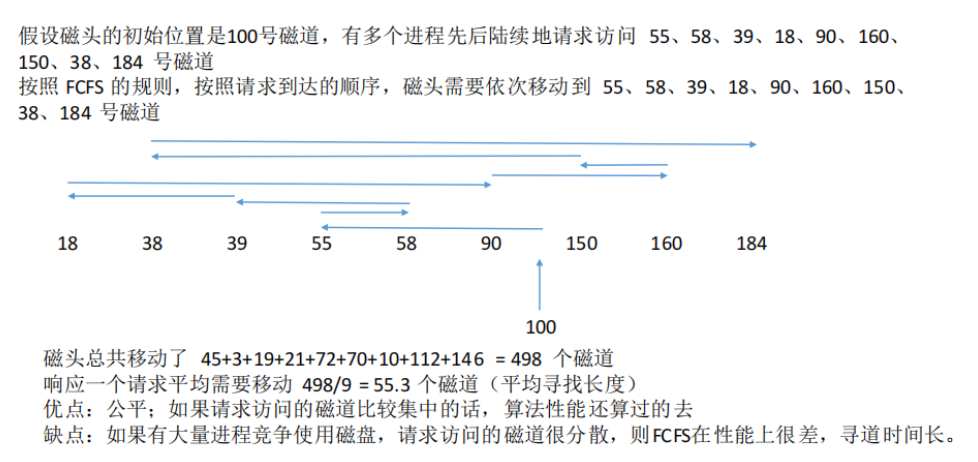 假设磁头的初始位置是100号磁道，有多个进程先后陆续地请求访问 55、58、39、18、90、160、
150、38、184 号磁道
按照 FCFS 的规则，按照请求到达的顺序，磁头需要依次移动到 55、58、39、18、90、160、150、
38、184 号磁道
18 38 39 55 58 90 150 160 184
100
磁头总共移动了 45+3+19+21+72+70+10+112+146 = 498 个磁道
响应一个请求平均需要移动 498/9 = 55.3 个磁道（平均寻找长度）
优点：公平；如果请求访问的磁道比较集中的话，算法性能还算过的去
缺点：如果有大量进程竞争使用磁盘，请求访问的磁道很分散，则FCFS在性能上很差，寻道时间长。